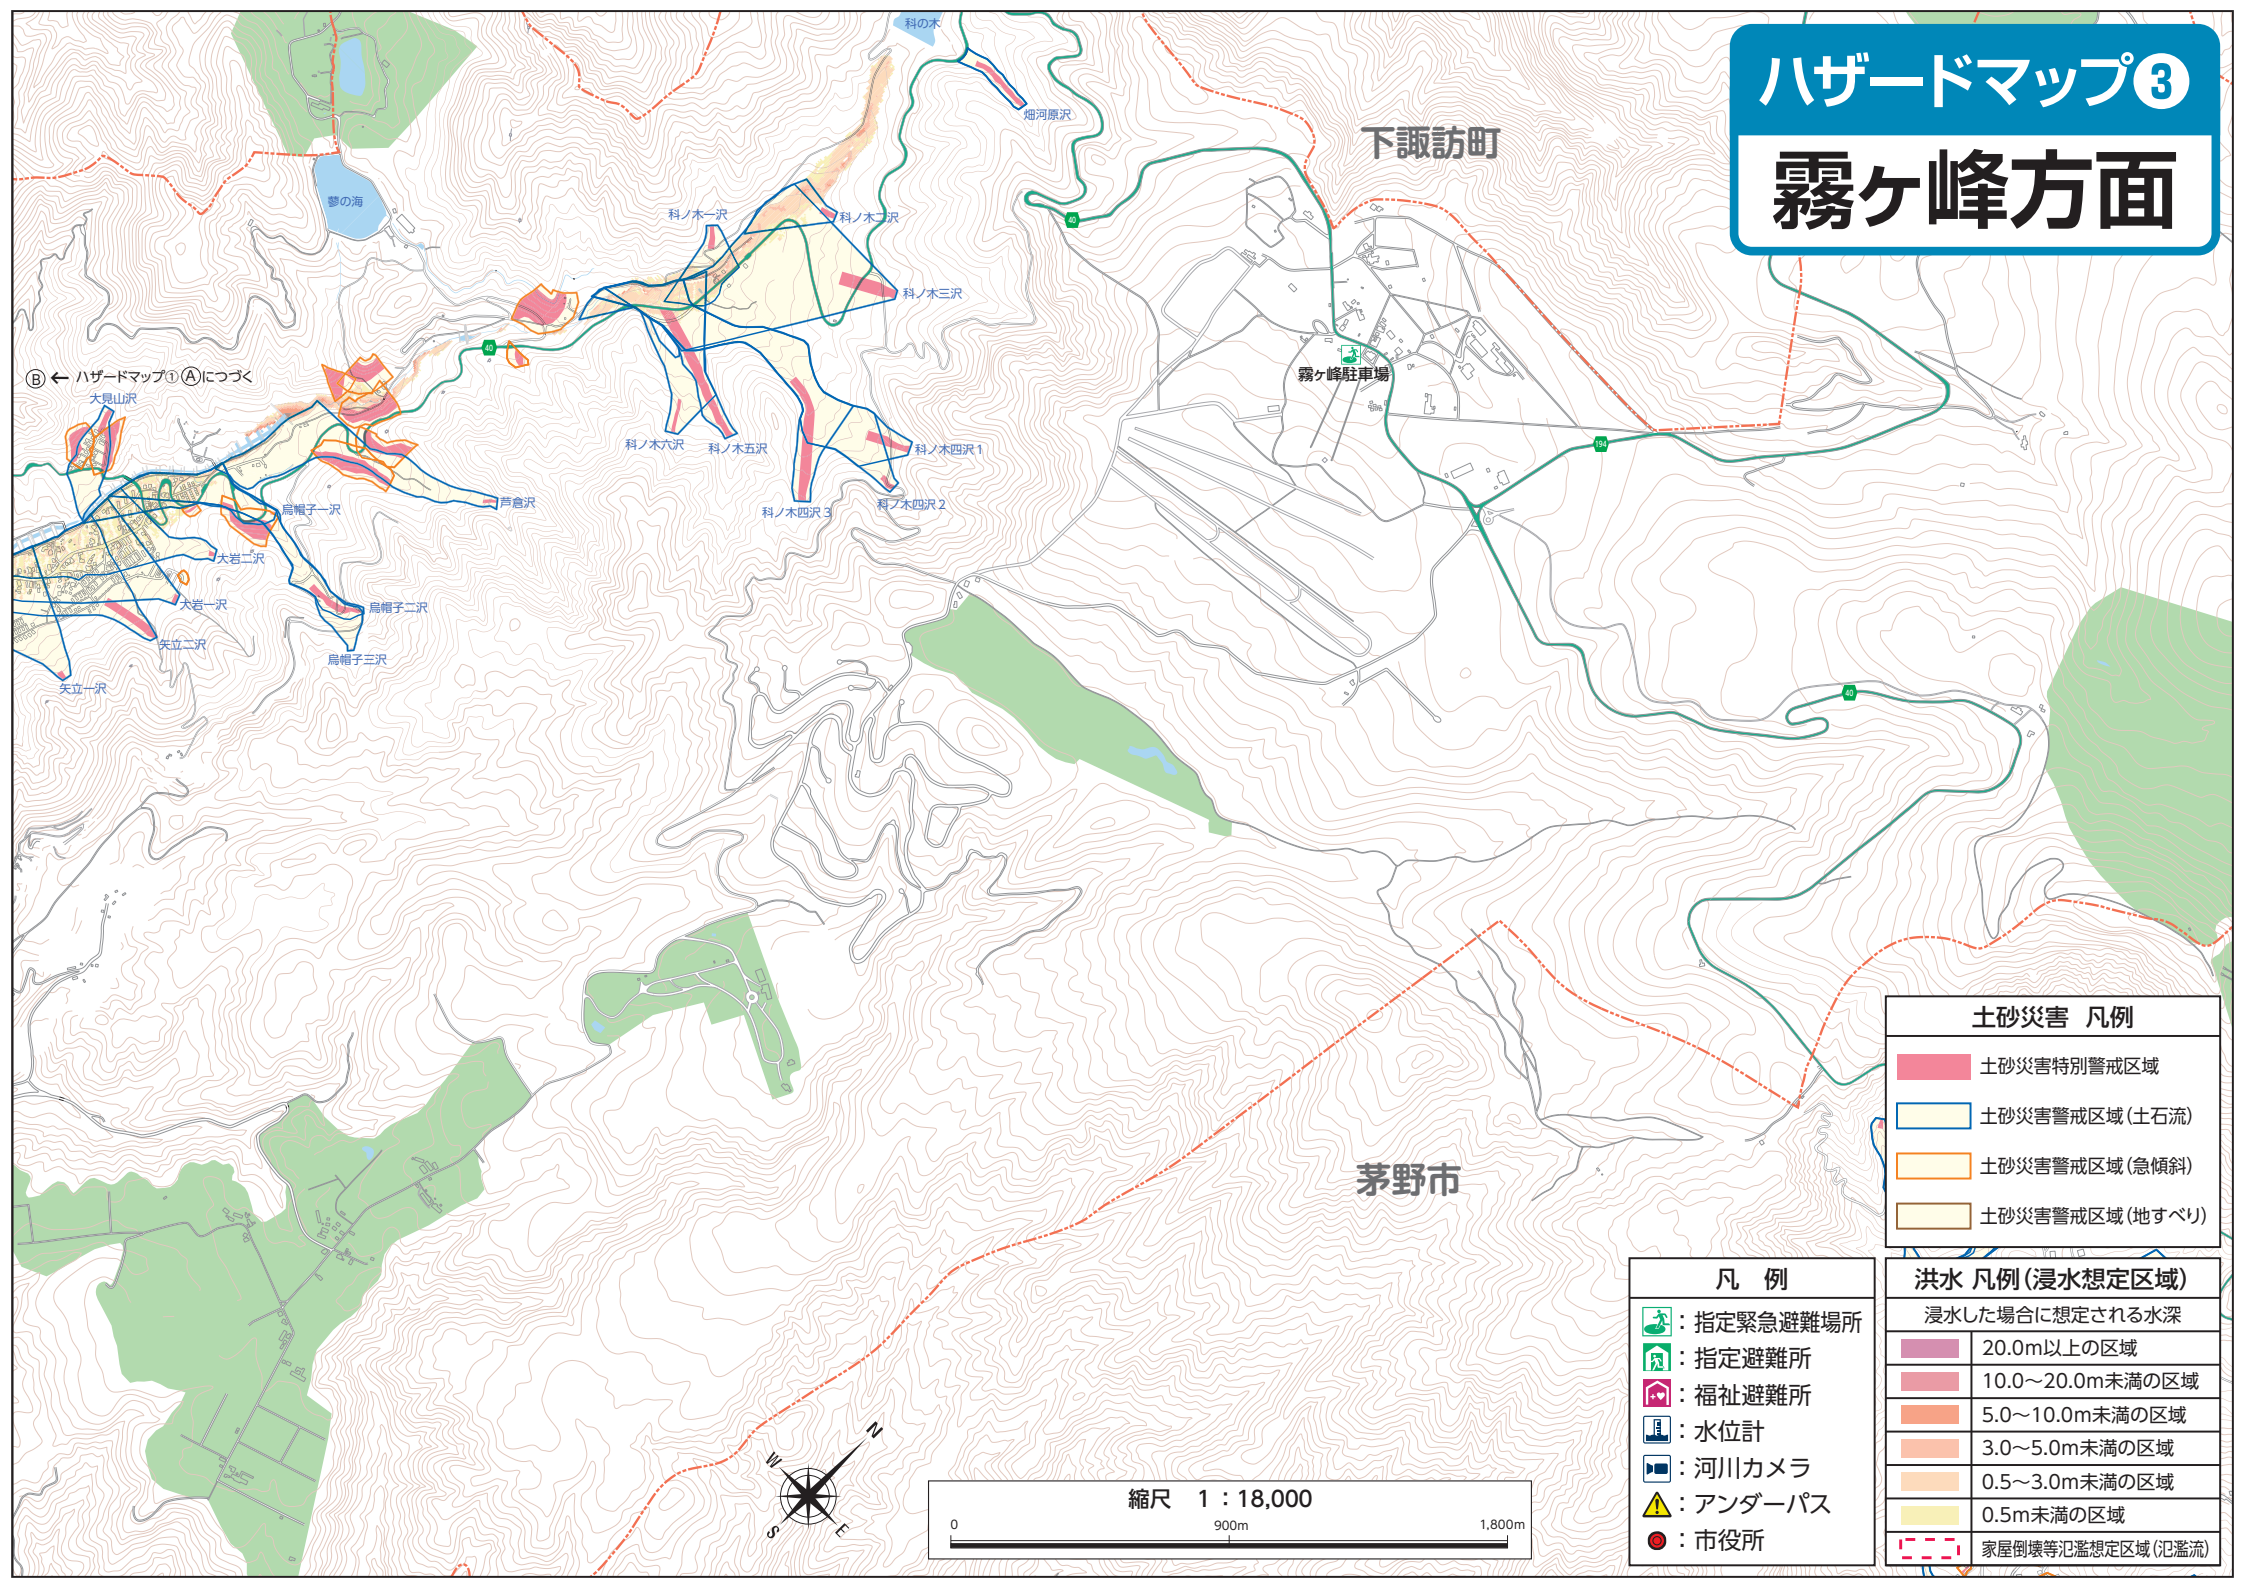 ハザードマップ3
霧ヶ峰方面
科の木
畑河原沢
下諏訪町
蓼の海
科ノ木一沢
科ノ木二沢
40
科ノ木三沢
40
霧ヶ峰駐車場
B ← ハザードマップ①Aにつづく
大見山沢
科ノ木六沢
科ノ木五沢
科ノ木四沢1
194
科ノ木四沢3
科ノ木四沢2
芦倉沢
烏帽子一沢
大岩二沢
大岩一沢
烏帽子二沢
矢立二沢
烏帽子三沢
矢立一沢
40
茅野市
土砂災害 凡例
土砂災害特別警戒区域
土砂災害警戒区域(土石流)
土砂災害警戒区域(急傾斜)
土砂災害警戒区域(地すべり)
凡 例
:指定緊急避難場所
:指定避難所
:福祉避難所
:水位計
:河川カメラ
:アンダーパス
:市役所
洪水 凡例(浸水想定区域)
浸水した場合に想定される水深
20.0m以上の区域
10.0〜20.0m未満の区域
5.0〜10.0m未満の区域
3.0〜5.0m未満の区域
0.5〜3.0m未満の区域
0.5m未満の区域
家屋倒壊等氾濫想定区域(氾濫流)
N
W
S
E
縮尺 1:18,000
0 900m 1,800m